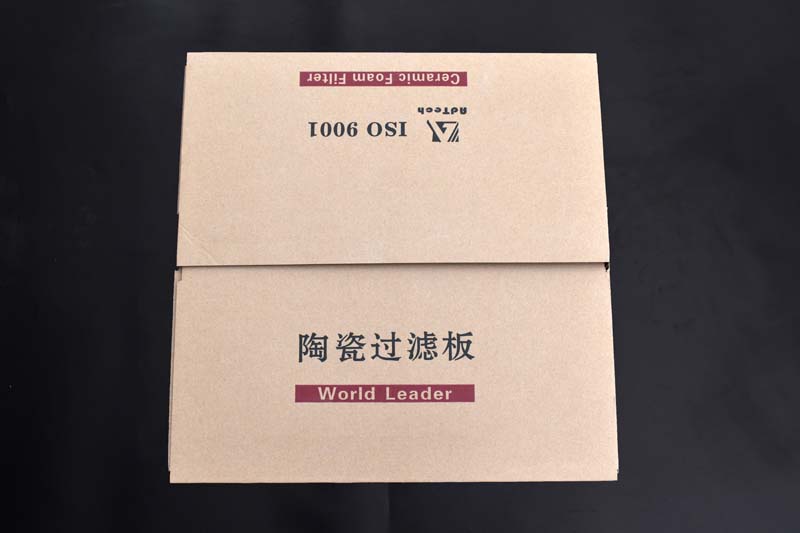 Ceramic Foam Filter
AdTech
ISO 9001
陶瓷过滤板
World Leader